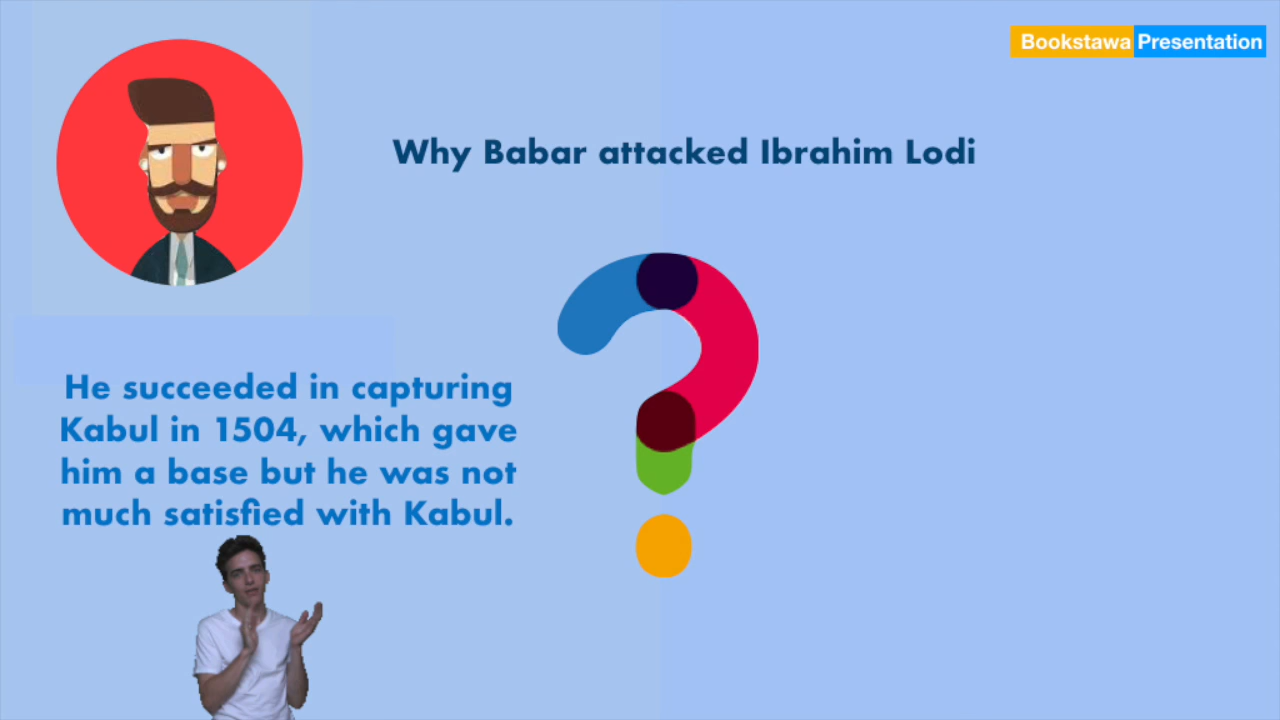 Bookstawa Presentation
Why Babar attacked Ibrahim Lodi
He succeeded in capturing
Kabul in 1504, which gave
him a base but he was not
much satisfied with Kabul.